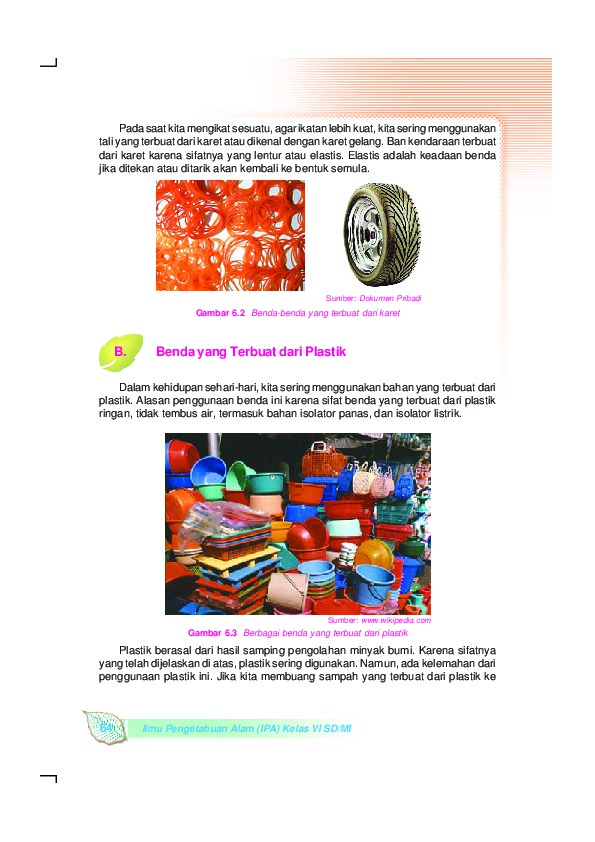 Pada saat kita mengikat sesuatu, agar ikatan lebih kuat, kita sering menggunakan
tali yang terbuat dari karet atau dikenal dengan karet gelang. Ban kendaraan terbuat
dari karet karena sifatnya yang lentur atau elastis. Elastis adalah keadaan benda
jika ditekan atau ditarik akan kembali ke bentuk semula.
Sumber: Dokumen Pribadi
Gambar 6.2 Benda-benda yang terbuat dari karet
B. Benda yang Terbuat dari Plastik
Dalam kehidupan sehari-hari, kita sering menggunakan bahan yang terbuat dari
plastik. Alasan penggunaan benda ini karena sifat benda yang terbuat dari plastik
ringan, tidak tembus air, termasuk bahan isolator panas, dan isolator listrik.
Sumber: www.wikipedia.com
Gambar 6.3 Berbagai benda yang terbuat dari plastik
Plastik berasal dari hasil samping pengolahan minyak bumi. Karena sifatnya
yang telah dijelaskan di atas, plastik sering digunakan. Namun, ada kelemahan dari
penggunaan plastik ini. Jika kita membuang sampah yang terbuat dari plastik ke
64 Ilmu Pengetahuan Alam (IPA) Kelas VI SD/MI